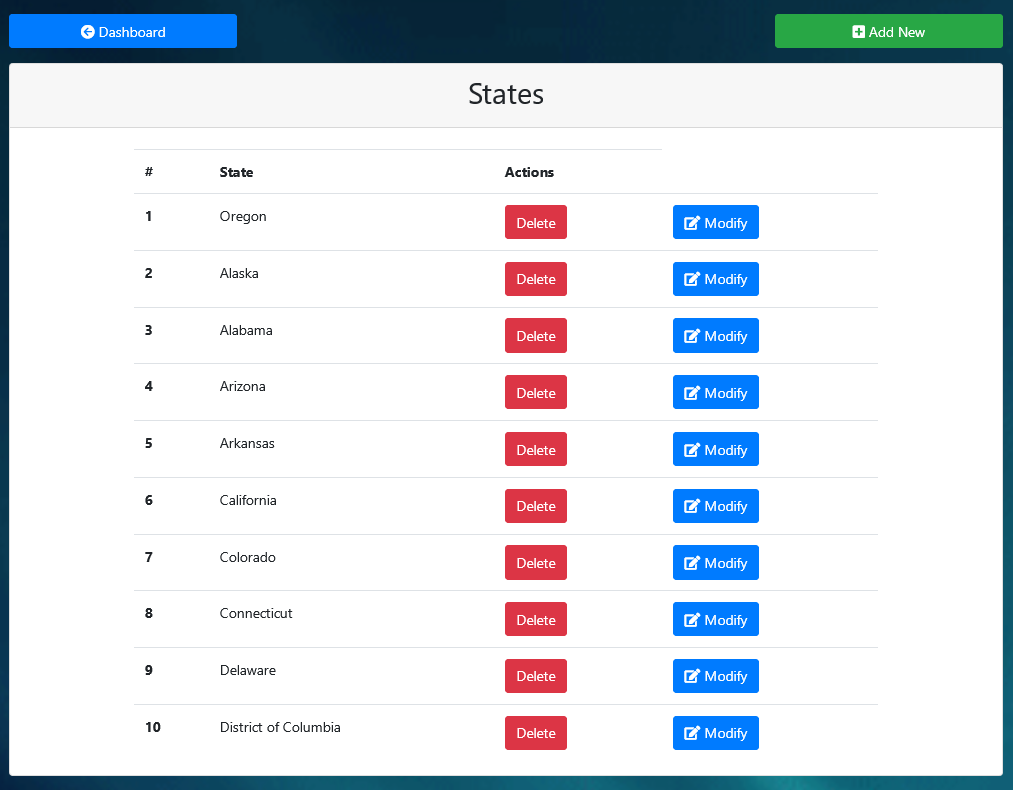 Dashboard Add New
States
# State Actions
1 Oregon Delete Modify
2 Alaska Delete Modify
3 Alabama Delete Modify
4 Arizona Delete Modify
5 Arkansas Delete Modify
6 California Delete Modify
7 Colorado Delete Modify
8 Connecticut Delete Modify
9 Delaware Delete Modify
10 District of Columbia Delete Modify